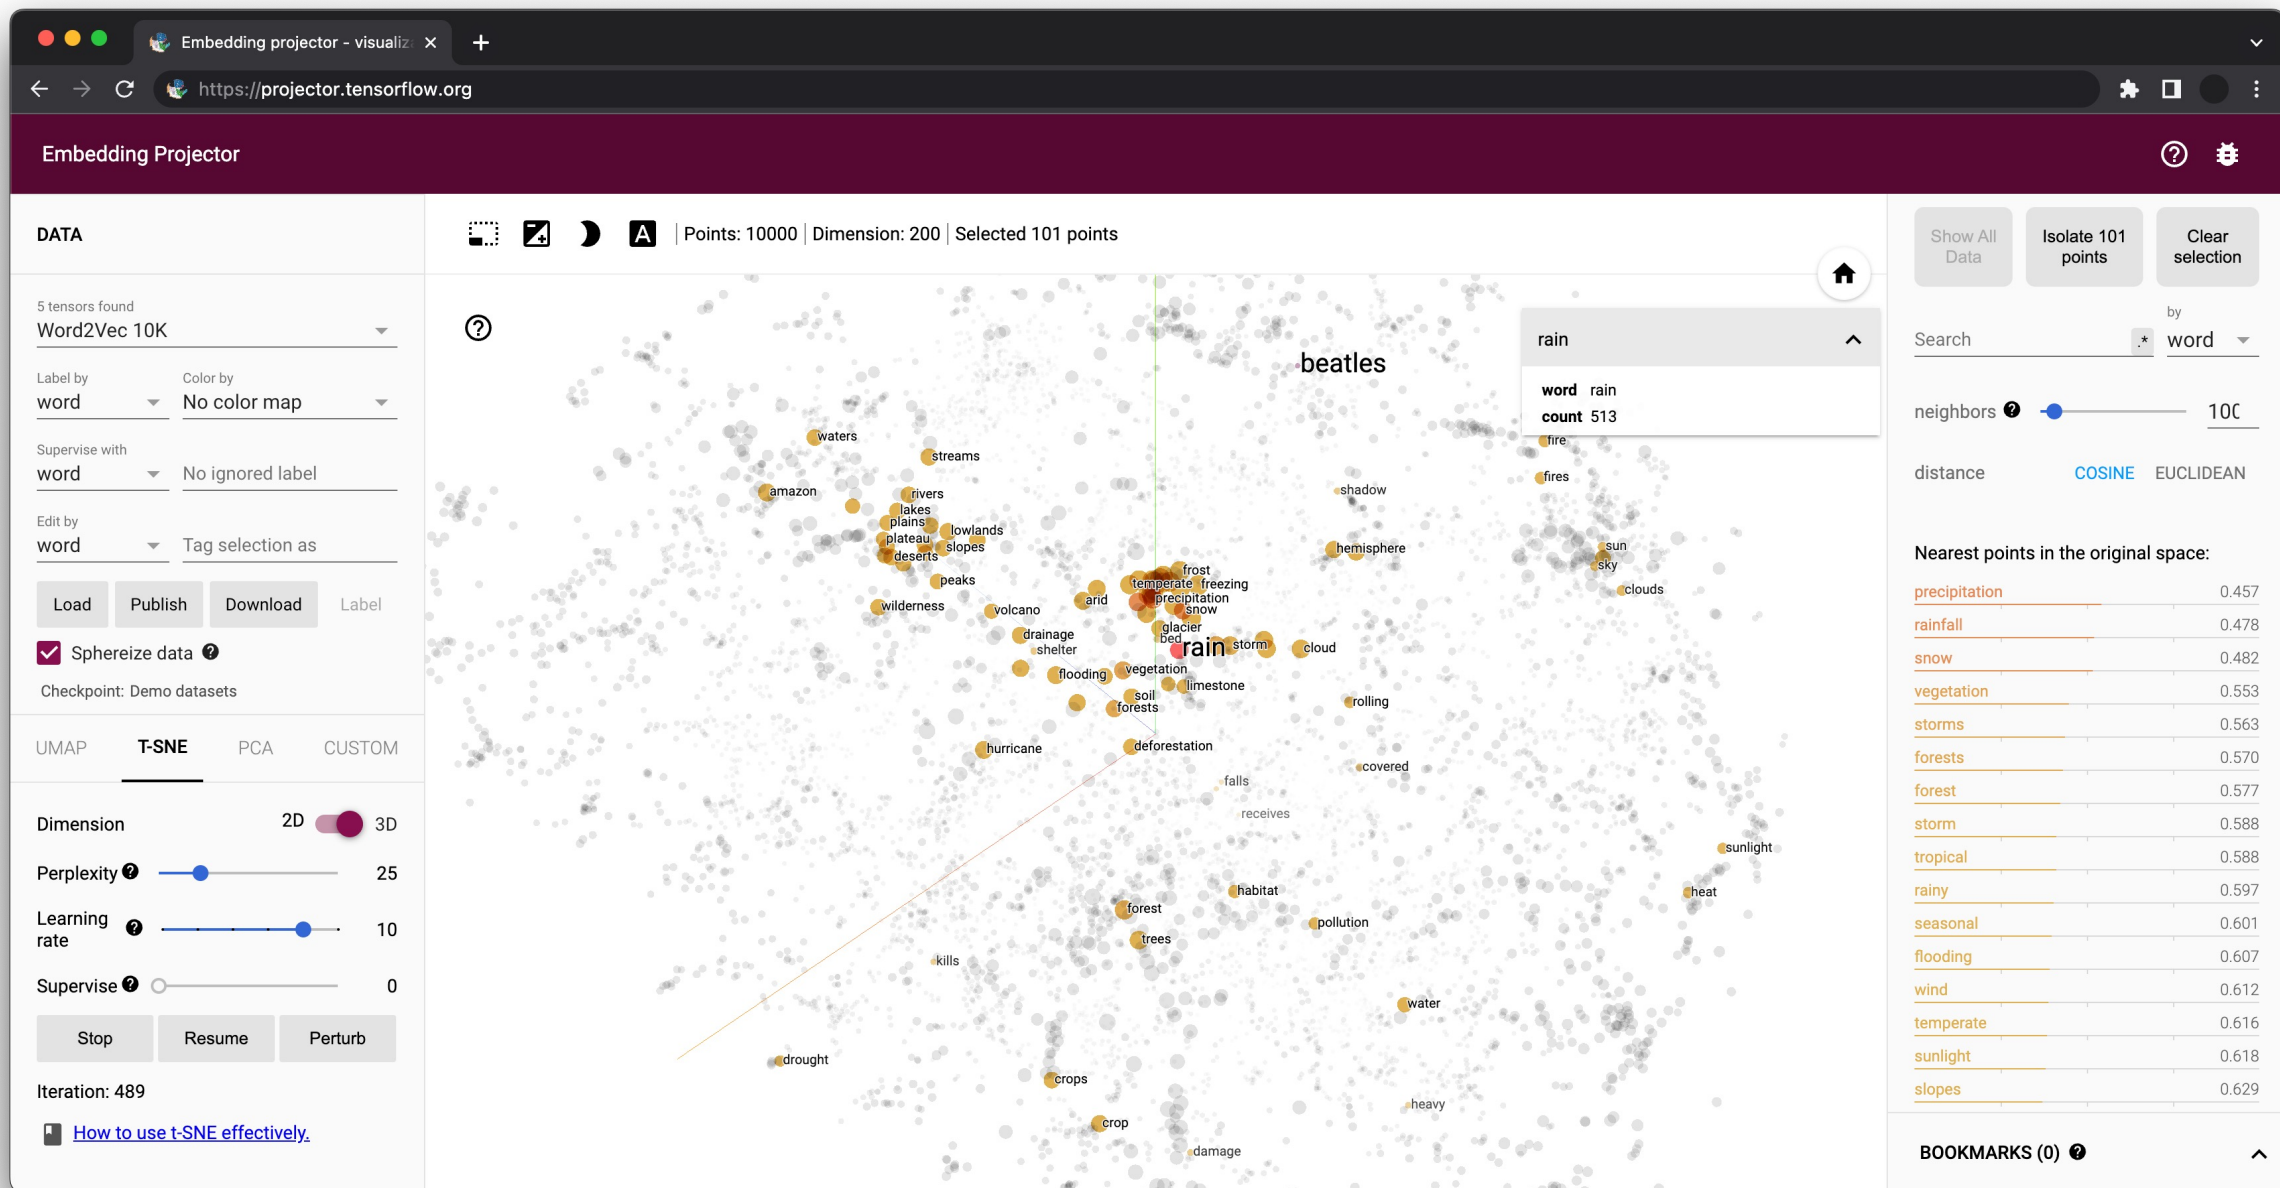 Embedding projector - visualiz
https://projector.tensorflow.org
Embedding Projector
DATA
5 tensors found
Word2Vec 10K
Label by
word
Color by
No color map
Supervise with
word
No ignored label
Edit by
word
Tag selection as
Load
Publish
Download
Label
Sphereize data
Checkpoint: Demo datasets
UMAP
T-SNE
PCA
CUSTOM
Dimension 2D 3D
Perplexity 25
Learning rate 10
Supervise 0
Stop
Resume
Perturb
Iteration: 489
How to use t-SNE effectively.
A
Points: 10000 | Dimension: 200 | Selected 101 points
beatles
waters
streams
amazon
rivers
lakes
plains
lowlands
plateau
slopes
deserts
peaks
wilderness
volcano
arid
drainage
shelter
flooding
frost
temperate
freezing
precipitation
snow
glacier
bed
rain
storm
cloud
vegetation
limestone
soil
forests
hurricane
deforestation
falls
receives
shadow
hemisphere
fire
fires
sun
sky
clouds
rolling
covered
sunlight
heat
habitat
forest
pollution
trees
kills
water
drought
crops
crop
heavy
damage
rain
word rain
count 513
Show All Data
Isolate 101 points
Clear selection
Search
.*
by
word
neighbors 100
distance COSINE EUCLIDEAN
Nearest points in the original space:
precipitation 0.457
rainfall 0.478
snow 0.482
vegetation 0.553
storms 0.563
forests 0.570
forest 0.577
storm 0.588
tropical 0.588
rainy 0.597
seasonal 0.601
flooding 0.607
wind 0.612
temperate 0.616
sunlight 0.618
slopes 0.629
BOOKMARKS (0)